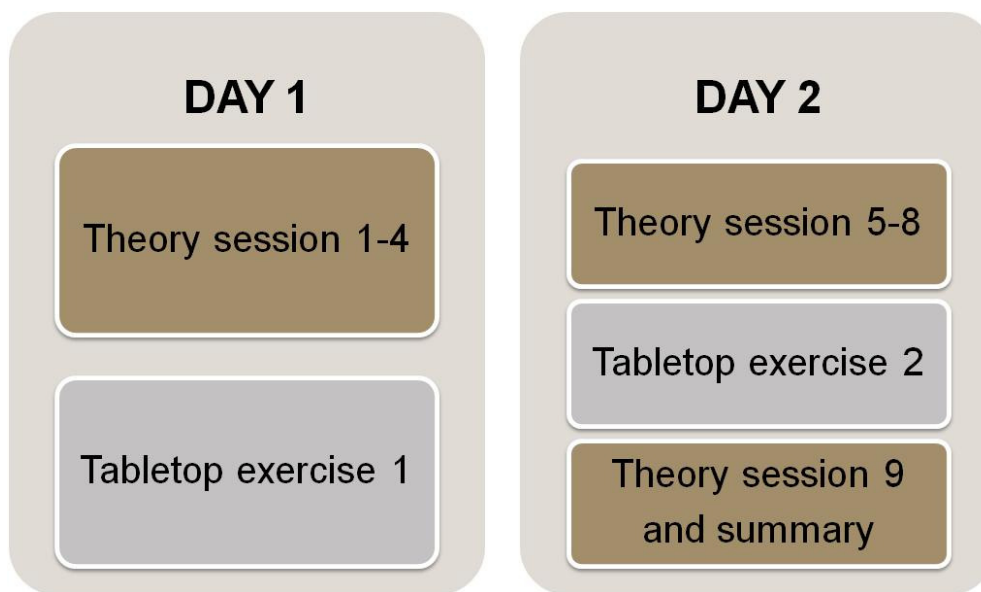 DAY 1
Theory session 1-4
Tabletop exercise 1
DAY 2
Theory session 5-8
Tabletop exercise 2
Theory session 9
and summary